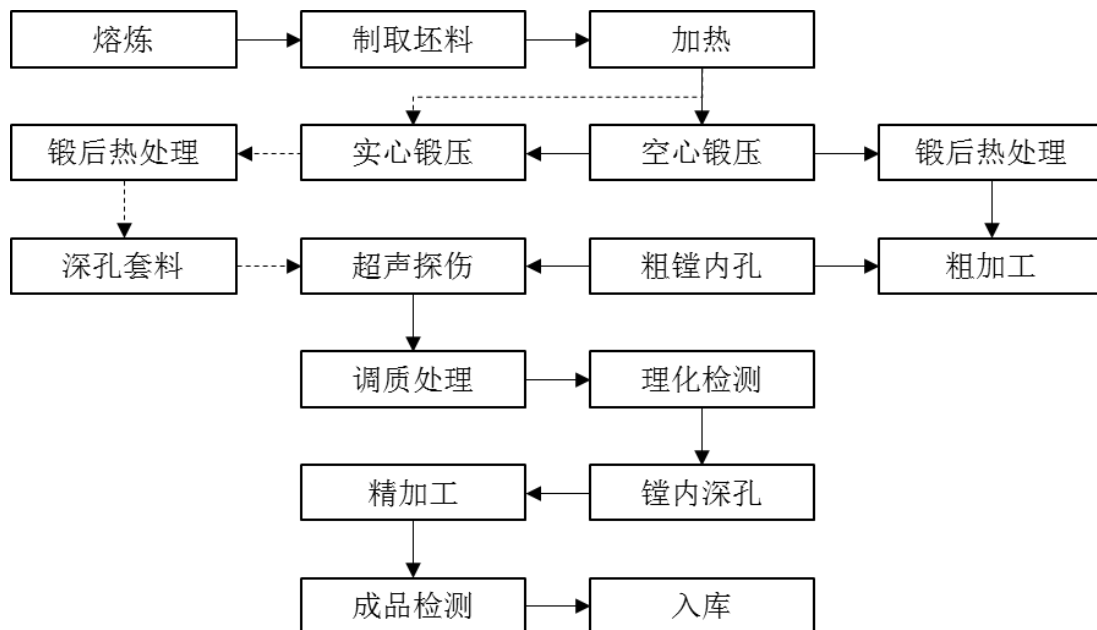 熔炼
制取坯料
加热
锻后热处理
实心锻压
空心锻压
锻后热处理
深孔套料
超声探伤
粗镗内孔
粗加工
调质处理
理化检测
精加工
镗内深孔
成品检测
入库